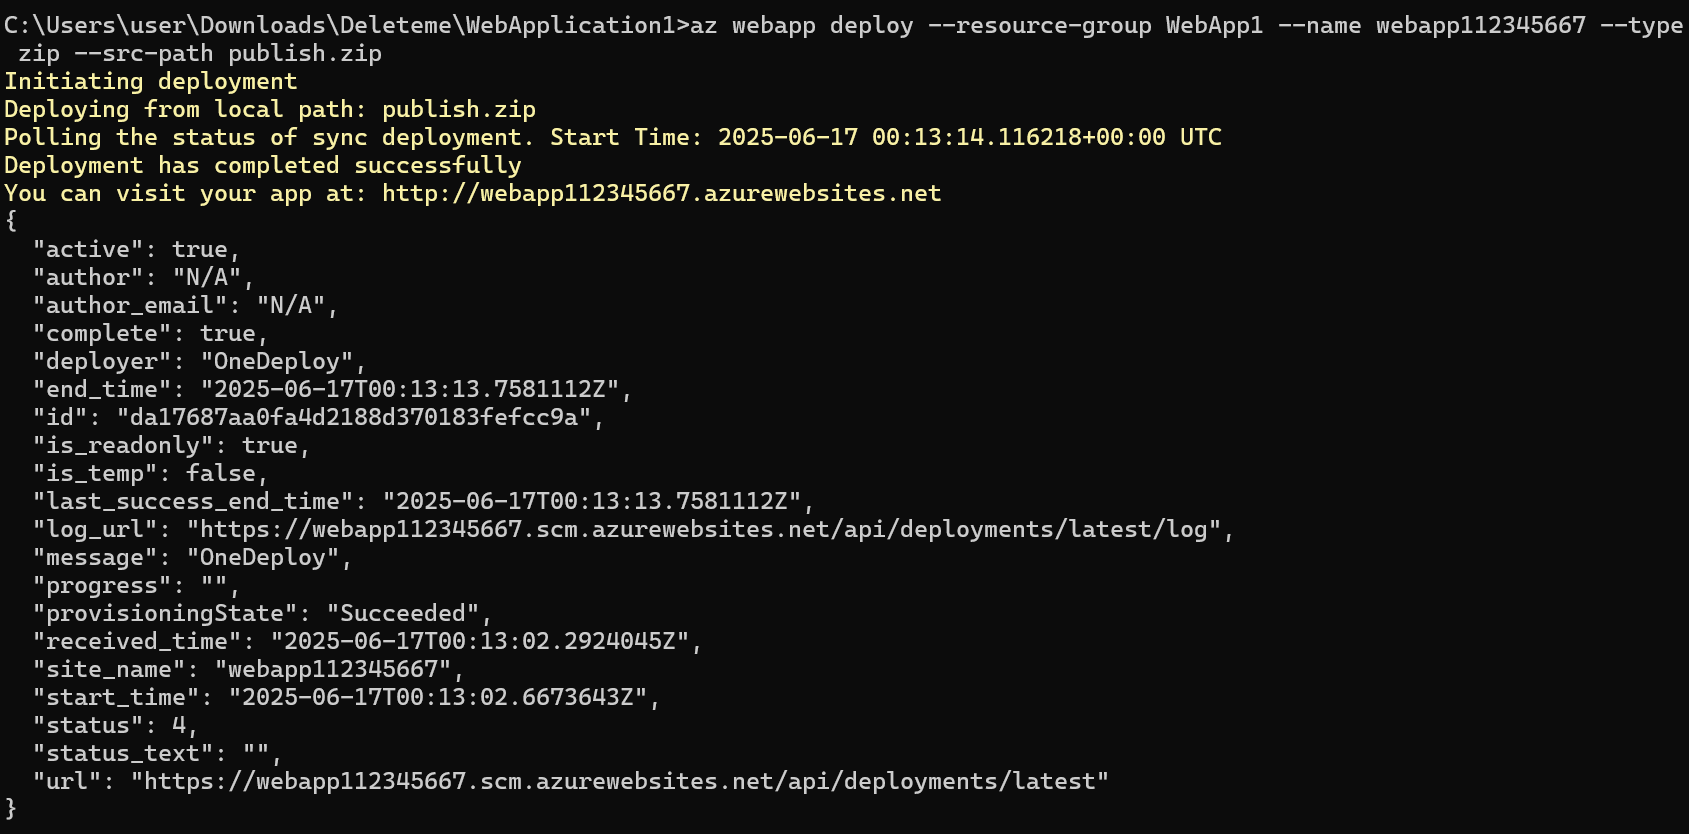 C:\Users\user\Downloads\Deleteme\WebApplication1>az webapp deploy --resource-group WebApp1 --name webapp112345667 --type
 zip --src-path publish.zip
Initiating deployment
Deploying from local path: publish.zip
Polling the status of sync deployment. Start Time: 2025-06-17 00:13:14.116218+00:00 UTC
Deployment has completed successfully
You can visit your app at: http://webapp112345667.azurewebsites.net
{
  "active": true,
  "author": "N/A",
  "author_email": "N/A",
  "complete": true,
  "deployer": "OneDeploy",
  "end_time": "2025-06-17T00:13:13.7581112Z",
  "id": "da17687aa0fa4d2188d370183fefcc9a",
  "is_readonly": true,
  "is_temp": false,
  "last_success_end_time": "2025-06-17T00:13:13.7581112Z",
  "log_url": "https://webapp112345667.scm.azurewebsites.net/api/deployments/latest/log",
  "message": "OneDeploy",
  "progress": "",
  "provisioningState": "Succeeded",
  "received_time": "2025-06-17T00:13:02.2924045Z",
  "site_name": "webapp112345667",
  "start_time": "2025-06-17T00:13:02.6673643Z",
  "status": 4,
  "status_text": "",
  "url": "https://webapp112345667.scm.azurewebsites.net/api/deployments/latest"
}